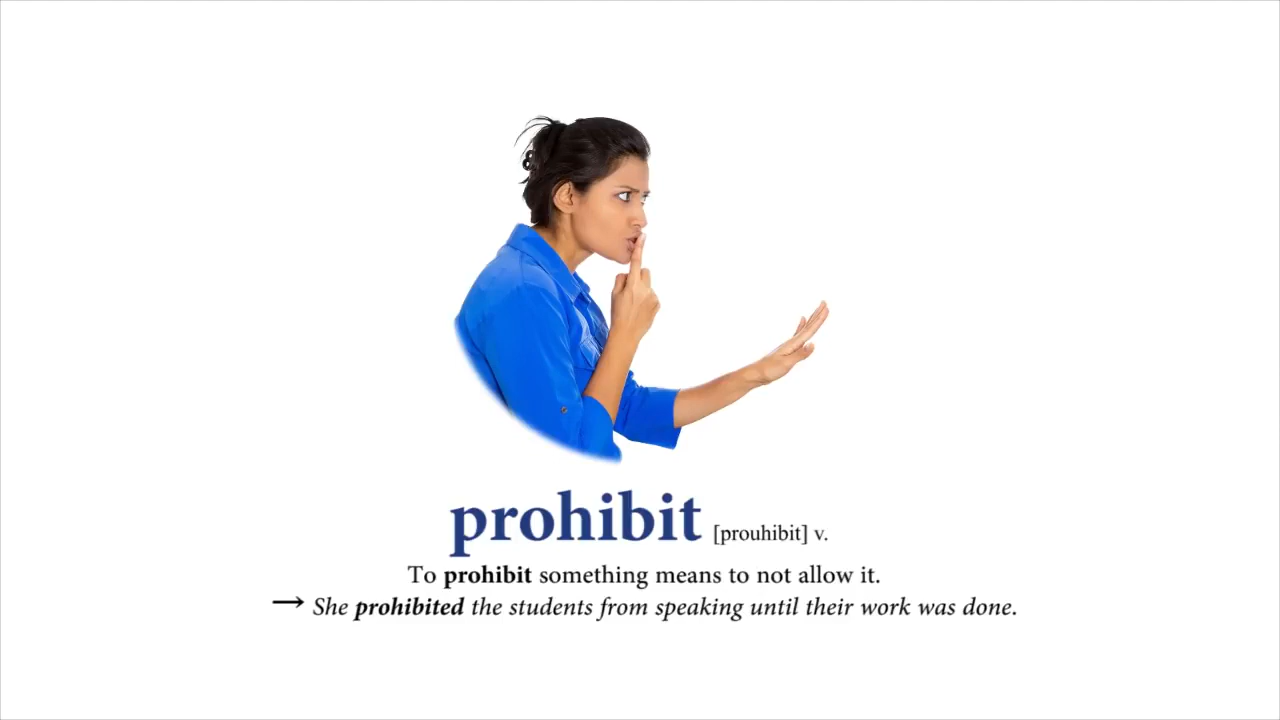 prohibit [prouhibit] v.
To prohibit something means to not allow it.
→ She prohibited the students from speaking until their work was done.